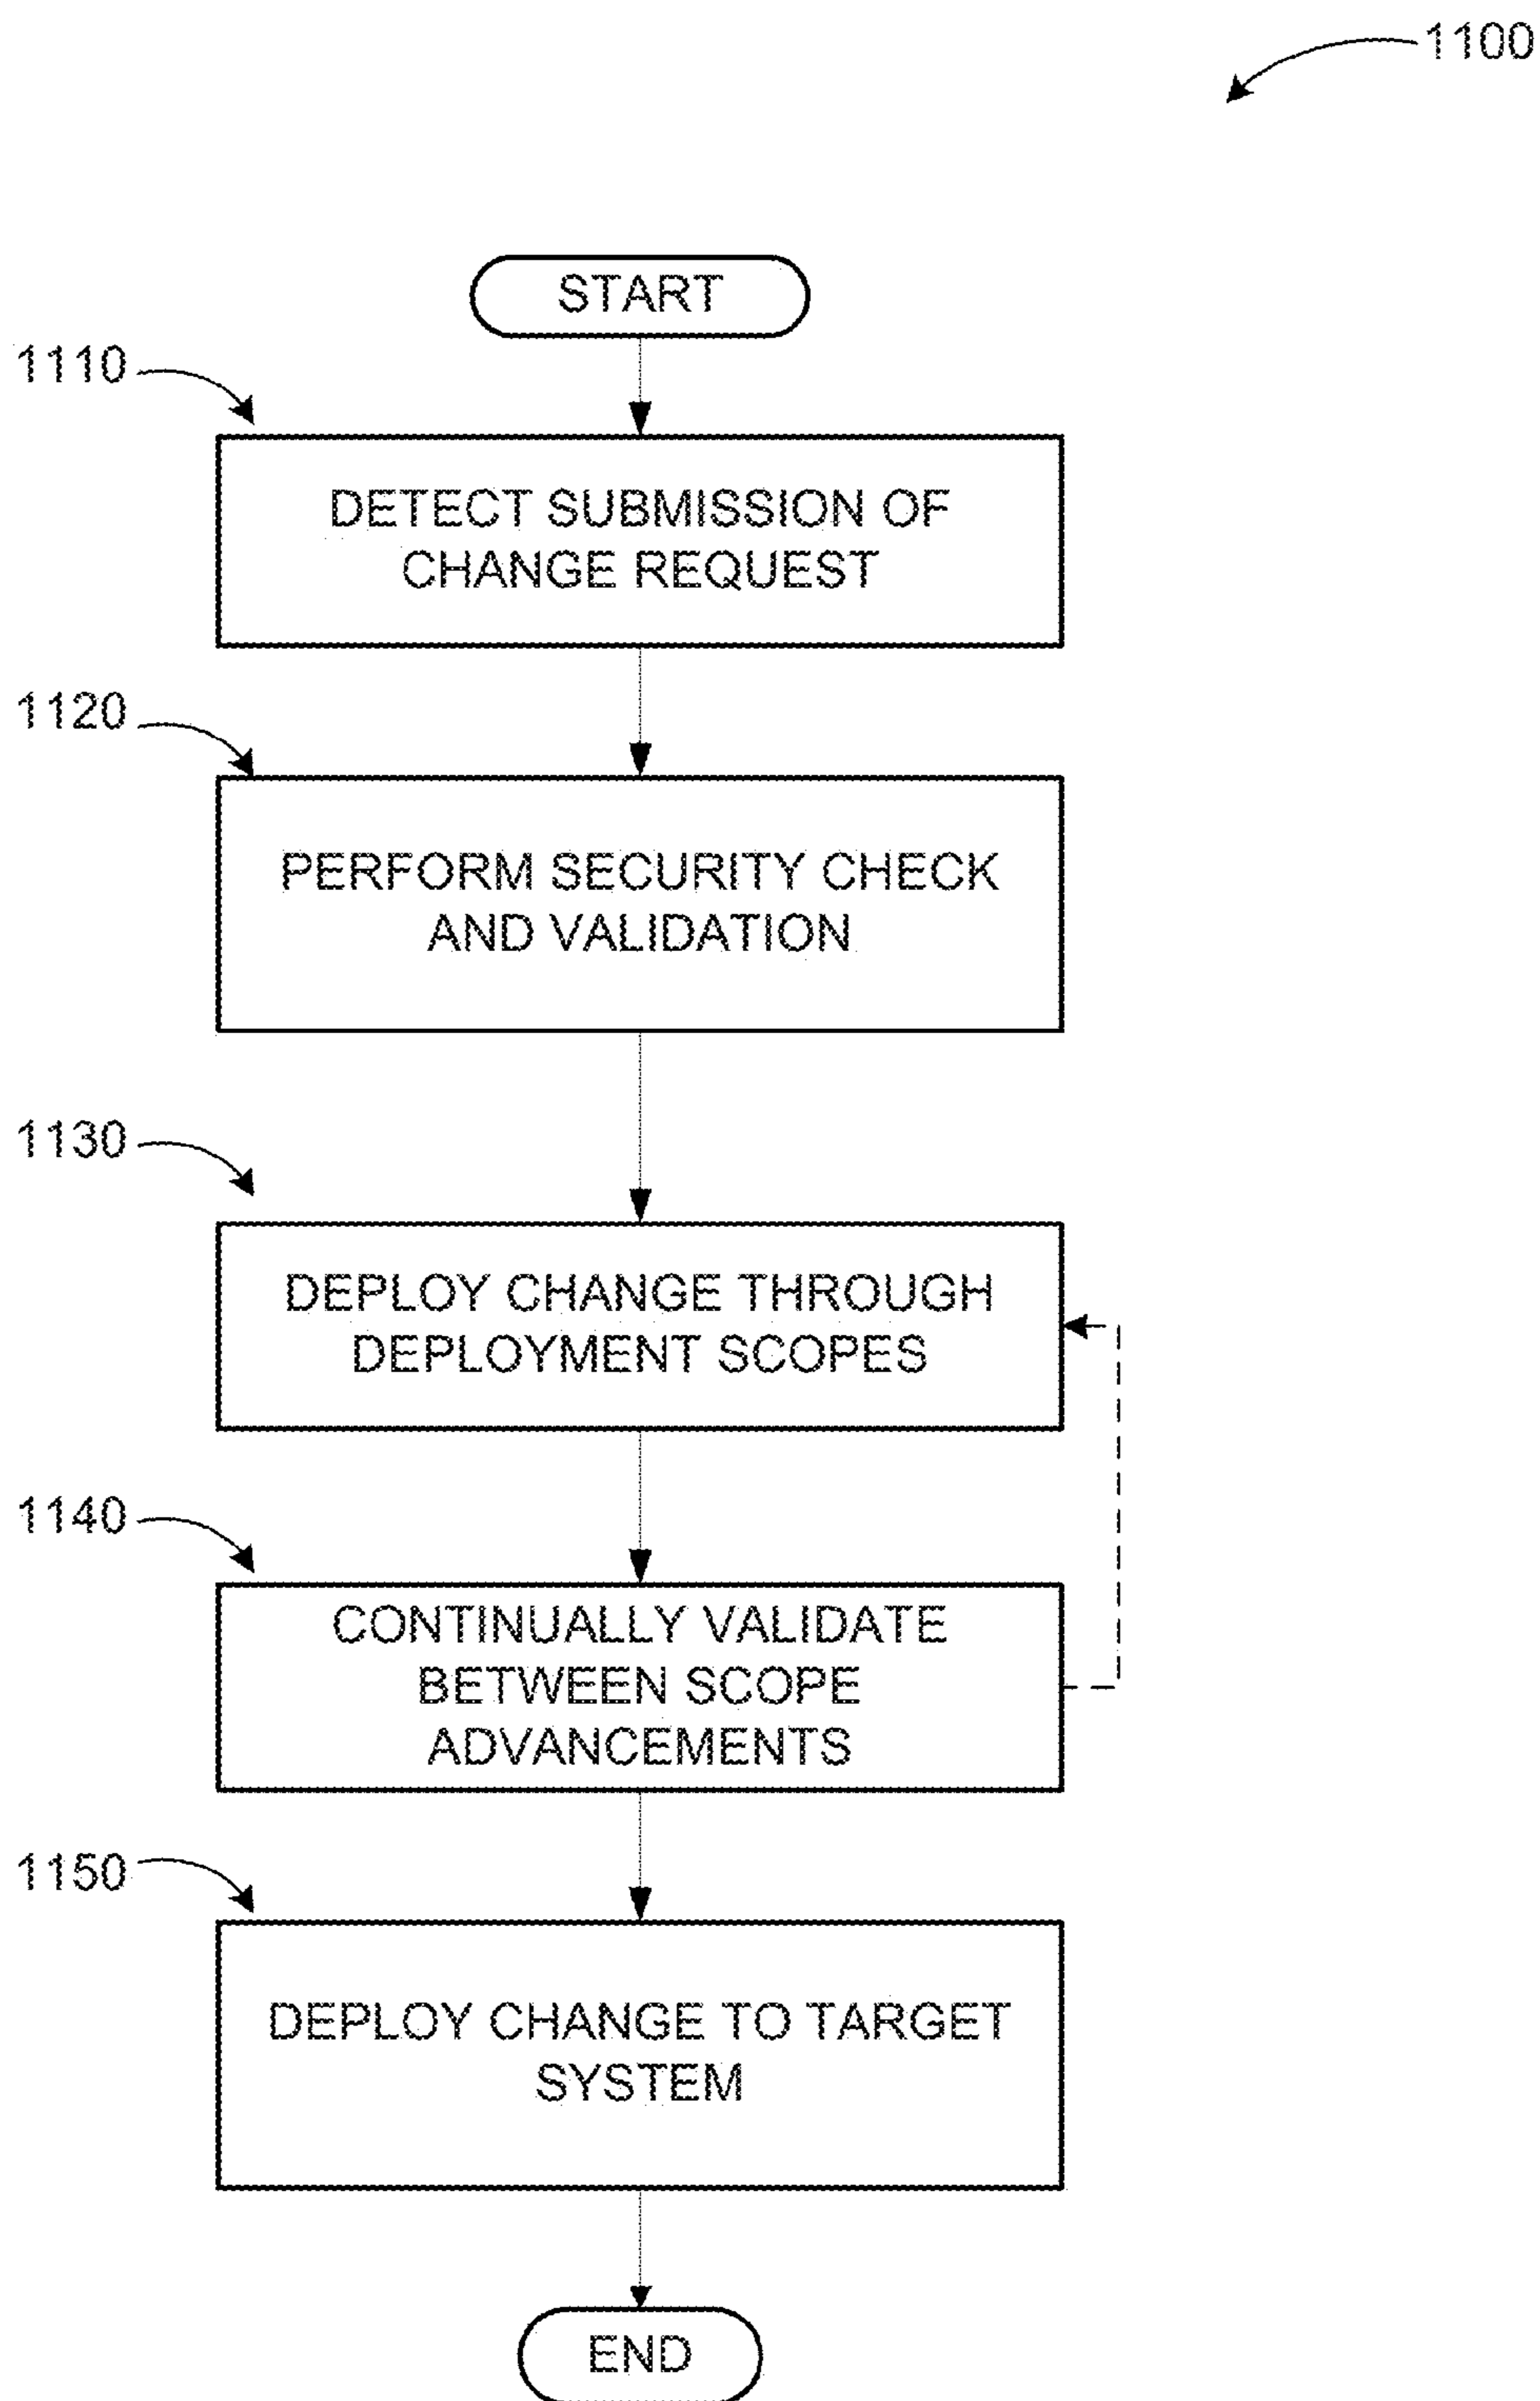 1100
START
1110
DETECT SUBMISSION OF
CHANGE REQUEST
1120
PERFORM SECURITY CHECK
AND VALIDATION
1130
DEPLOY CHANGE THROUGH
DEPLOYMENT SCOPES
1140
CONTINUALLY VALIDATE
BETWEEN SCOPE
ADVANCEMENTS
1150
DEPLOY CHANGE TO TARGET
SYSTEM
END